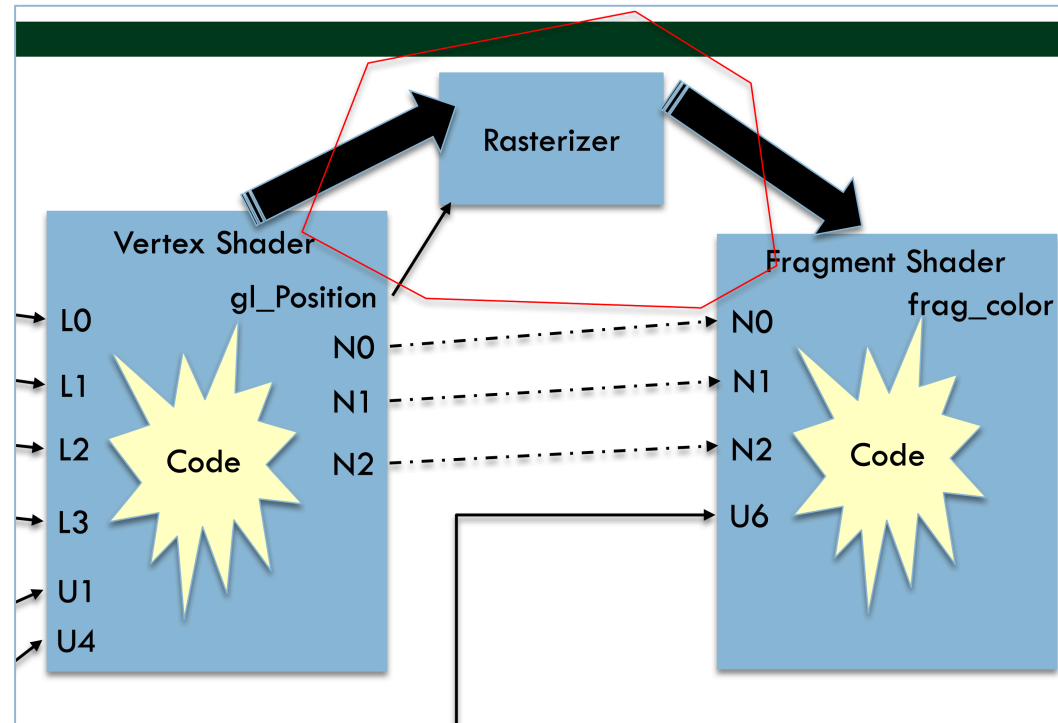 Rasterizer
Vertex Shader
gl_Position
L0
L1
L2
L3
U1
U4
Code
N0
N1
N2
Fragment Shader
frag_color
N0
N1
N2
U6
Code